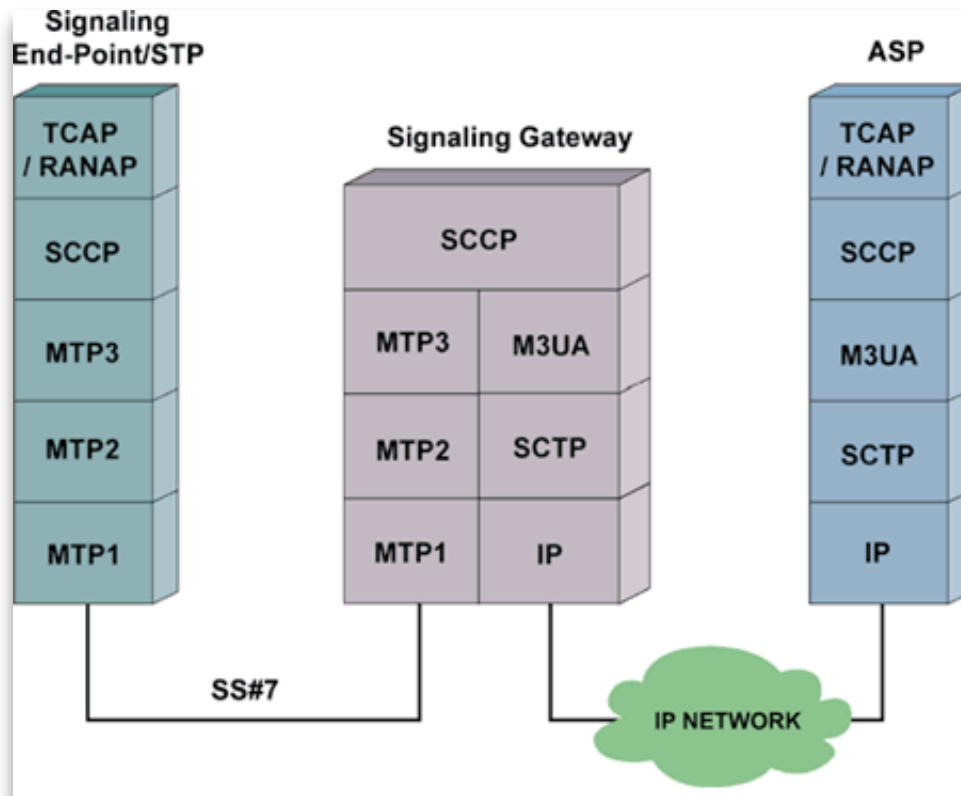 Signaling
End-Point/STP
TCAP
/ RANAP
SCCP
MTP3
MTP2
MTP1
Signaling Gateway
SCCP
MTP3
M3UA
MTP2
SCTP
MTP1
IP
ASP
TCAP
/ RANAP
SCCP
M3UA
SCTP
IP
SS#7
IP NETWORK